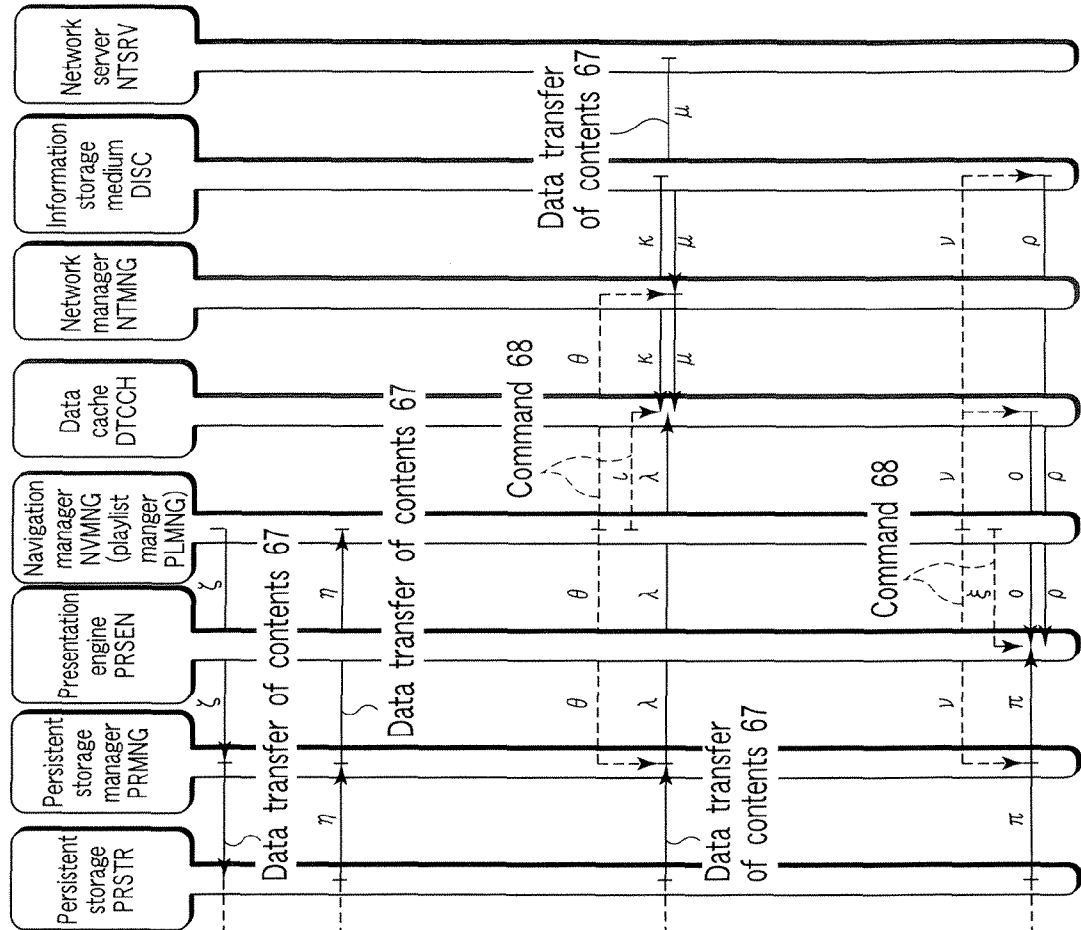 Persistent
storage
PRSTR
Persistent
storage
manager
PRMNG
Presentation
engine
PRSEN
Navigation
manager
NVMNG
(playlist
manger
PLMNG)
Data
cache
DTCCH
Network
manager
NTMNG
Information
storage
medium
DISC
Network
server
NTSRV
ζ
ζ
Data transfer of contents 67
η
η
Data transfer of contents 67
Data transfer
of contents 67
Command 68
θ
θ
θ
ι
κ
κ
λ
λ
μ
μ
μ
Data transfer
of contents 67
Command 68
ν
ν
ν
ξ
ο
ο
π
π
ρ
ρ
ρ